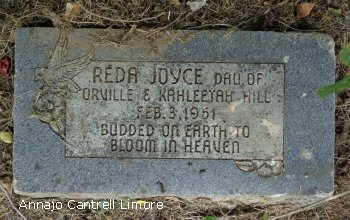 REDA JOYCE DAU. OF
ORVILLE & KAHLEEYAH HILL
FEB. 3, 1951
BUDDED ON EARTH TO
BLOOM IN HEAVEN
Annajo Cantrell Limore